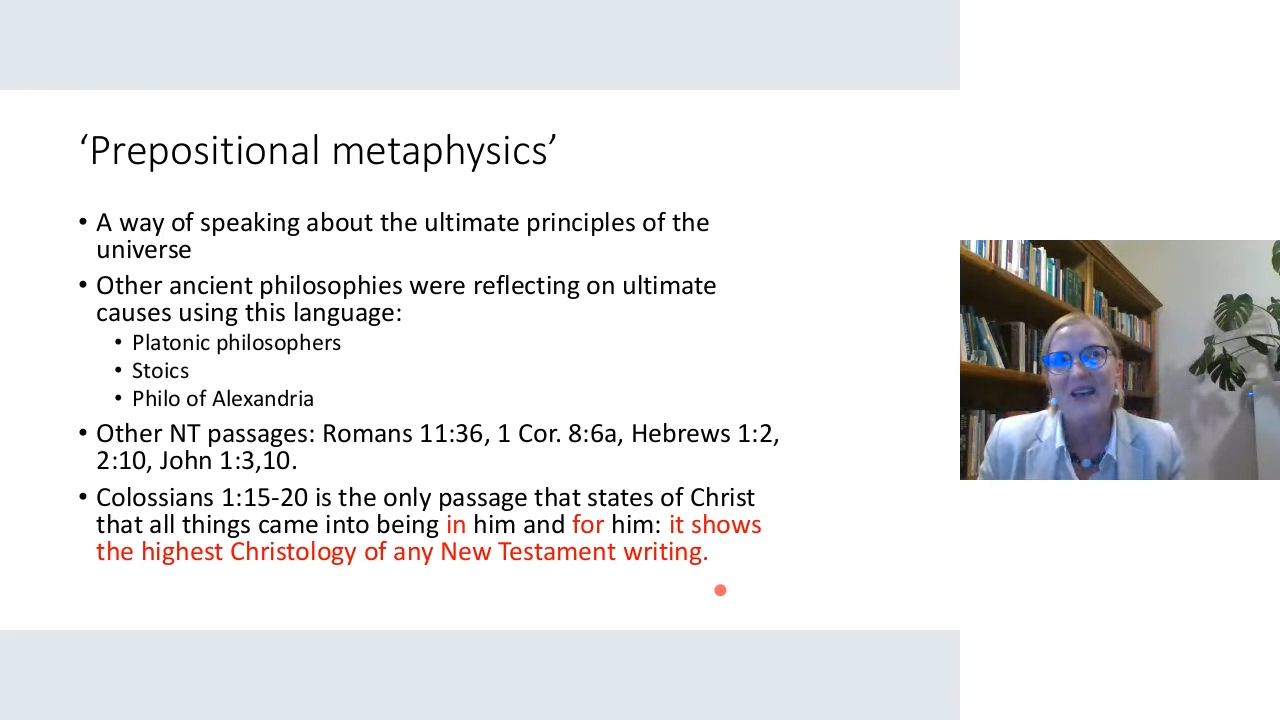 ‘Prepositional metaphysics’
• A way of speaking about the ultimate principles of the
universe
• Other ancient philosophies were reflecting on ultimate
causes using this language:
• Platonic philosophers
• Stoics
• Philo of Alexandria
• Other NT passages: Romans 11:36, 1 Cor. 8:6a, Hebrews 1:2,
2:10, John 1:3,10.
• Colossians 1:15-20 is the only passage that states of Christ
that all things came into being in him and for him: it shows
the highest Christology of any New Testament writing.